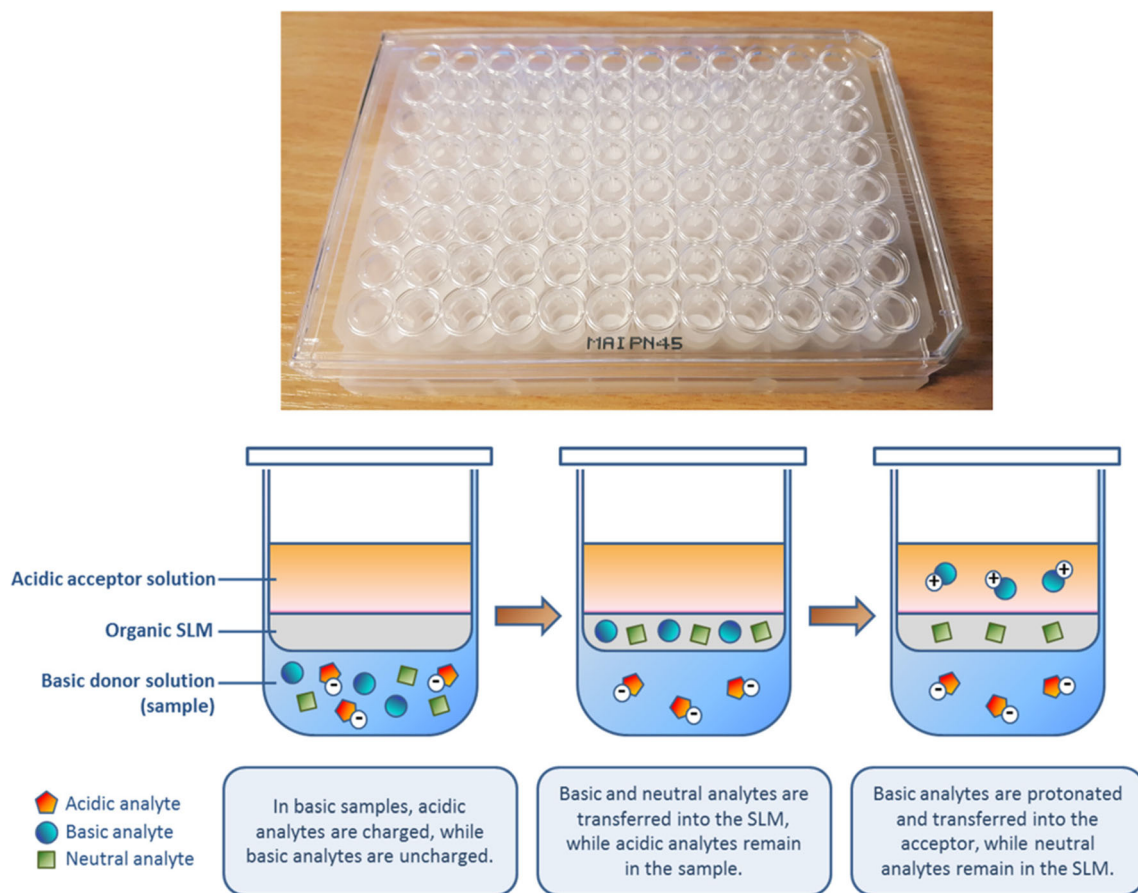 MAIPN45
Acidic acceptor solution
Organic SLM
Basic donor solution
(sample)
+
+
+
-
-
-
-
-
-
-
-
-
Acidic analyte
Basic analyte
Neutral analyte
In basic samples, acidic
analytes are charged, while
basic analytes are uncharged.
Basic and neutral analytes are
transferred into the SLM,
while acidic analytes remain
in the sample.
Basic analytes are protonated
and transferred into the
acceptor, while neutral
analytes remain in the SLM.